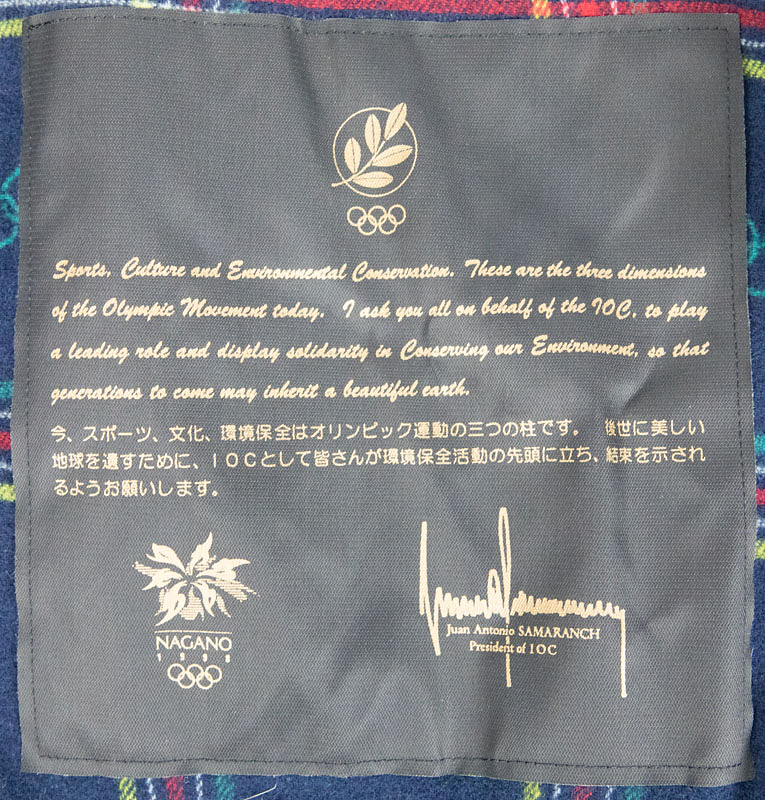 Sports, Culture and Environmental Conservation. These are the three dimensions
of the Olympic Movement today. I ask you all on behalf of the IOC, to play
a leading role and display solidarity in Conserving our Environment, so that
generations to come may inherit a beautiful earth.
今、スポーツ、文化、環境保全はオリンピック運動の三つの柱です。 後世に美しい
地球を遺すために、IOCとして皆さんが環境保全活動の先頭に立ち、結束を示され
るようお願いします。
NAGANO
1998
Juan Antonio SAMARANCH
President of IOC